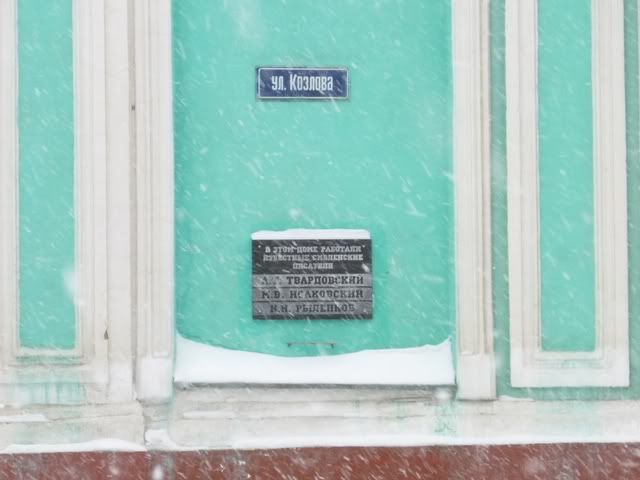 ул. Козлова
В ЭТОМ ДОМЕ РАБОТАЛИ
ИЗВЕСТНЫЕ СМОЛЕНСКИЕ
ПИСАТЕЛИ
А.Т. ТВАРДОВСКИЙ
М.В. ИСАКОВСКИЙ
Н.И. РЫЛЕНКОВ